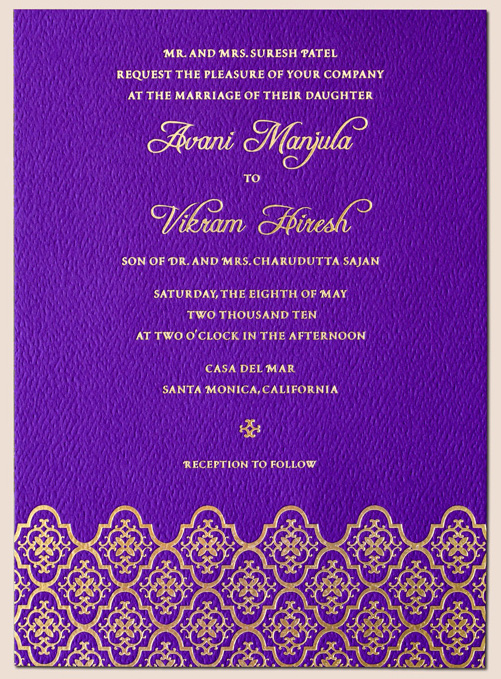 MR. AND MRS. SURESH PATEL
REQUEST THE PLEASURE OF YOUR COMPANY
AT THE MARRIAGE OF THEIR DAUGHTER
Avani Manjula
TO
Vikram Hiresh
SON OF DR. AND MRS. CHARUDUTTA SAJAN
SATURDAY, THE EIGHTH OF MAY
TWO THOUSAND TEN
AT TWO O'CLOCK IN THE AFTERNOON
CASA DEL MAR
SANTA MONICA, CALIFORNIA
RECEPTION TO FOLLOW